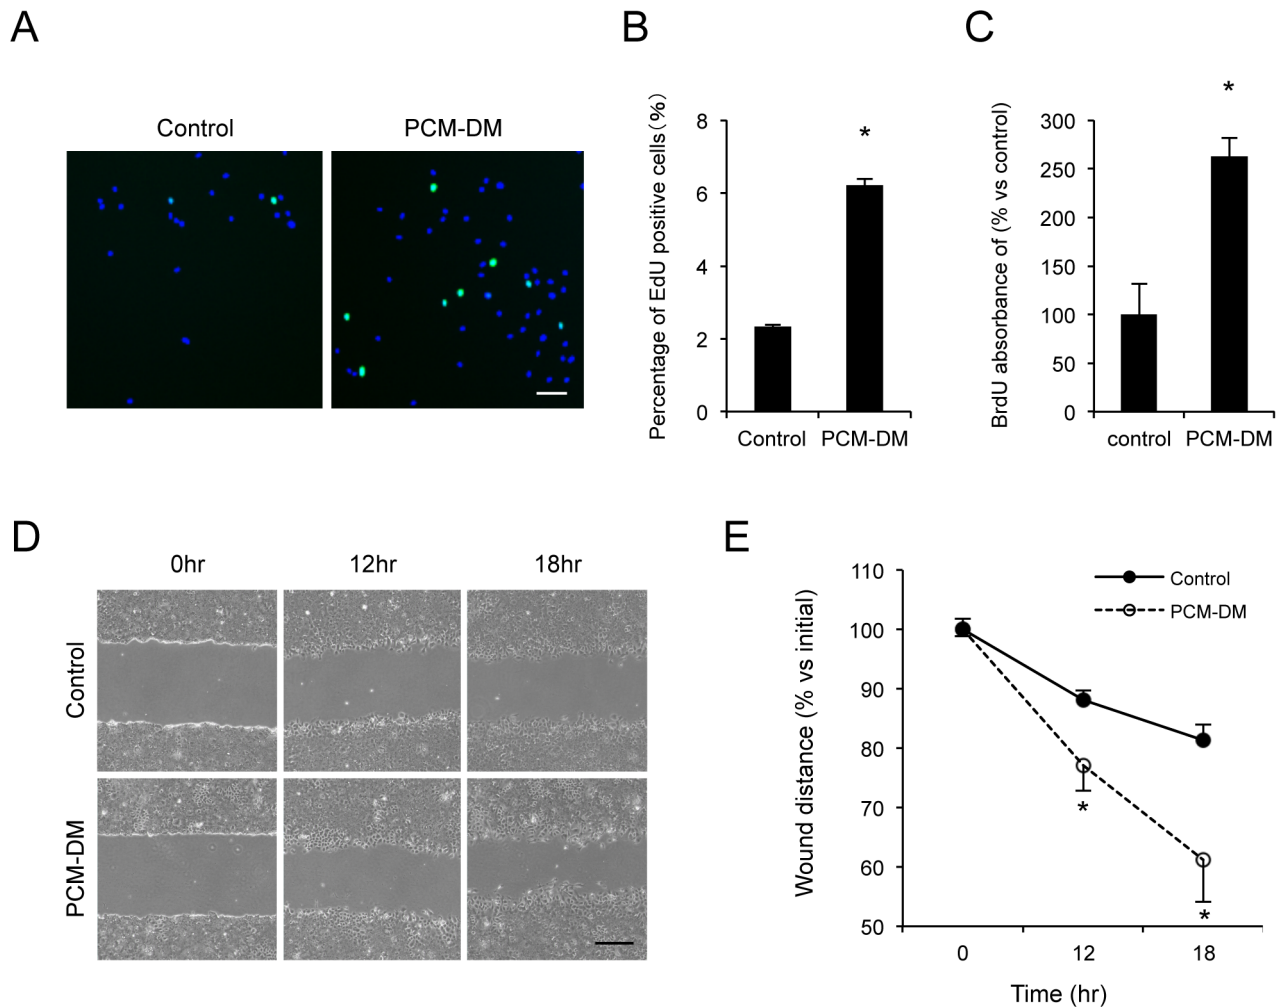 A
Control
PCM-DM
B
Percentage of EdU positive cells(%)
8
6
4
2
0
*
Control
PCM-DM
C
BrdU absorbance of (% vs control)
300
250
200
150
100
50
0
*
control
PCM-DM
D
0hr
12hr
18hr
Control
PCM-DM
E
Wound distance (% vs initial)
110
100
90
80
70
60
50
Control
PCM-DM
*
*
0
12
18
Time (hr)